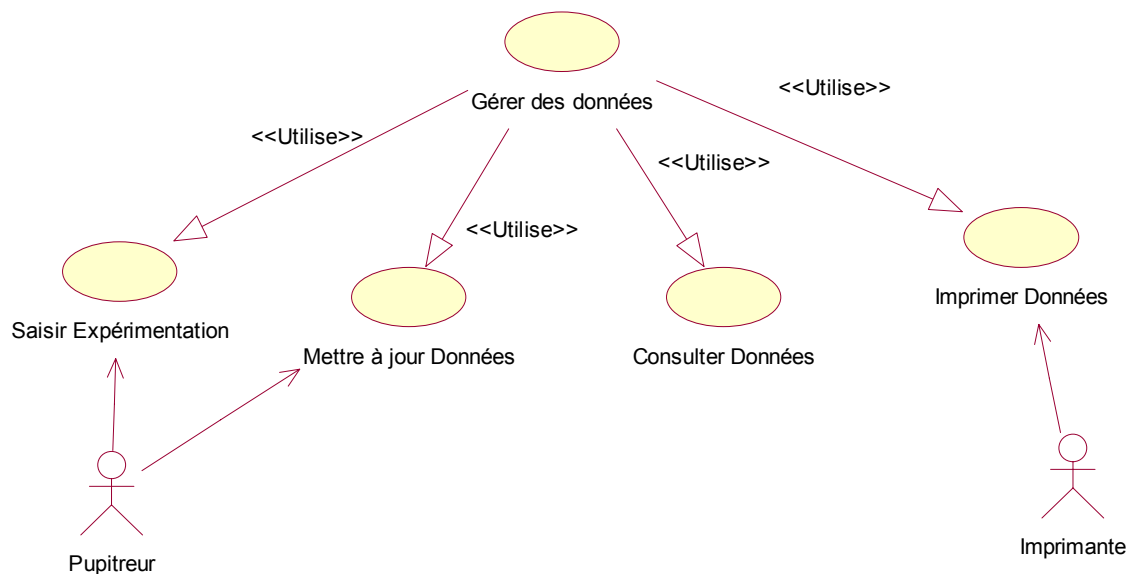 Gérer des données
<<Utilise>>
<<Utilise>>
<<Utilise>>
<<Utilise>>
Saisir Expérimentation
Mettre à jour Données
Consulter Données
Imprimer Données
Pupitreur
Imprimante